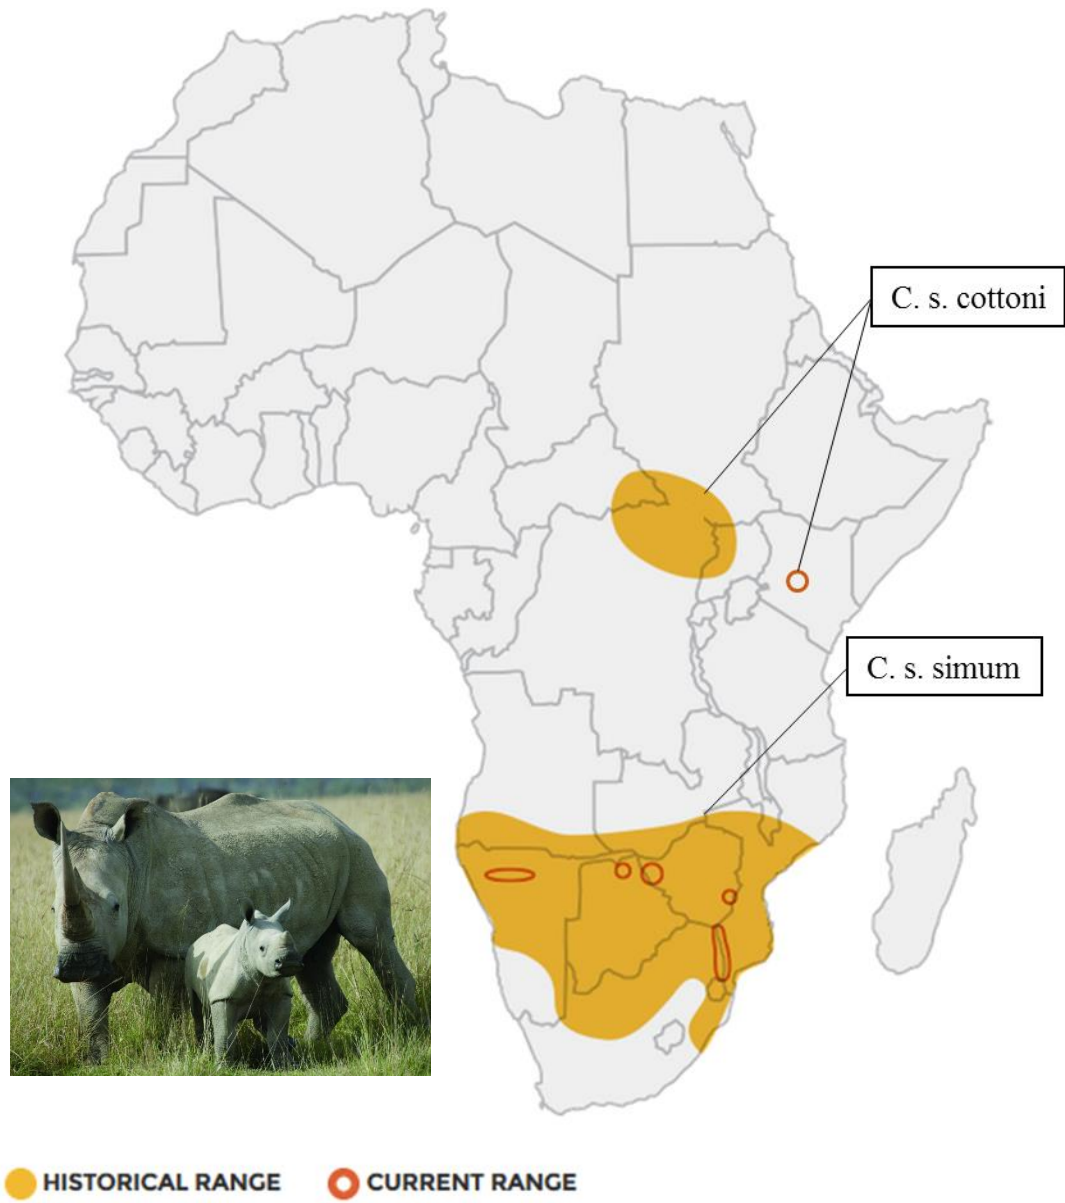 C. s. cottoni
C. s. simum
HISTORICAL RANGE
CURRENT RANGE